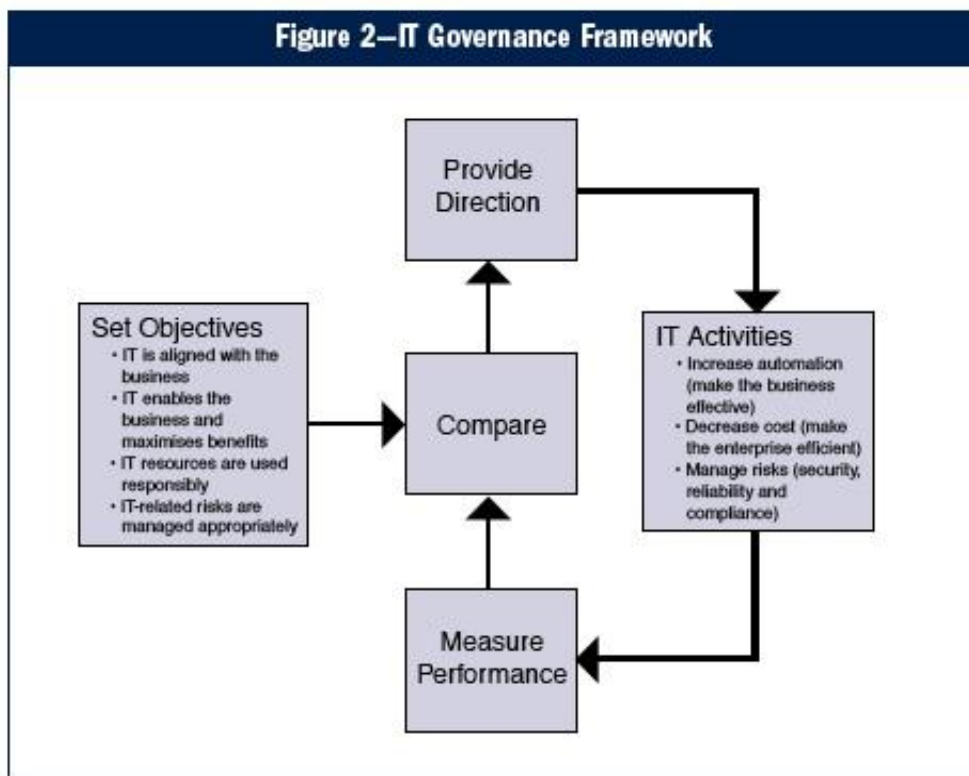 Figure 2—IT Governance Framework
Provide
Direction
Set Objectives
• IT is aligned with the
business
• IT enables the
business and
maximises benefits
• IT resources are used
responsibly
• IT-related risks are
managed appropriately
Compare
IT Activities
• Increase automation
(make the business
effective)
• Decrease cost (make
the enterprise efficient)
• Manage risks (security,
reliability and
compliance)
Measure
Performance